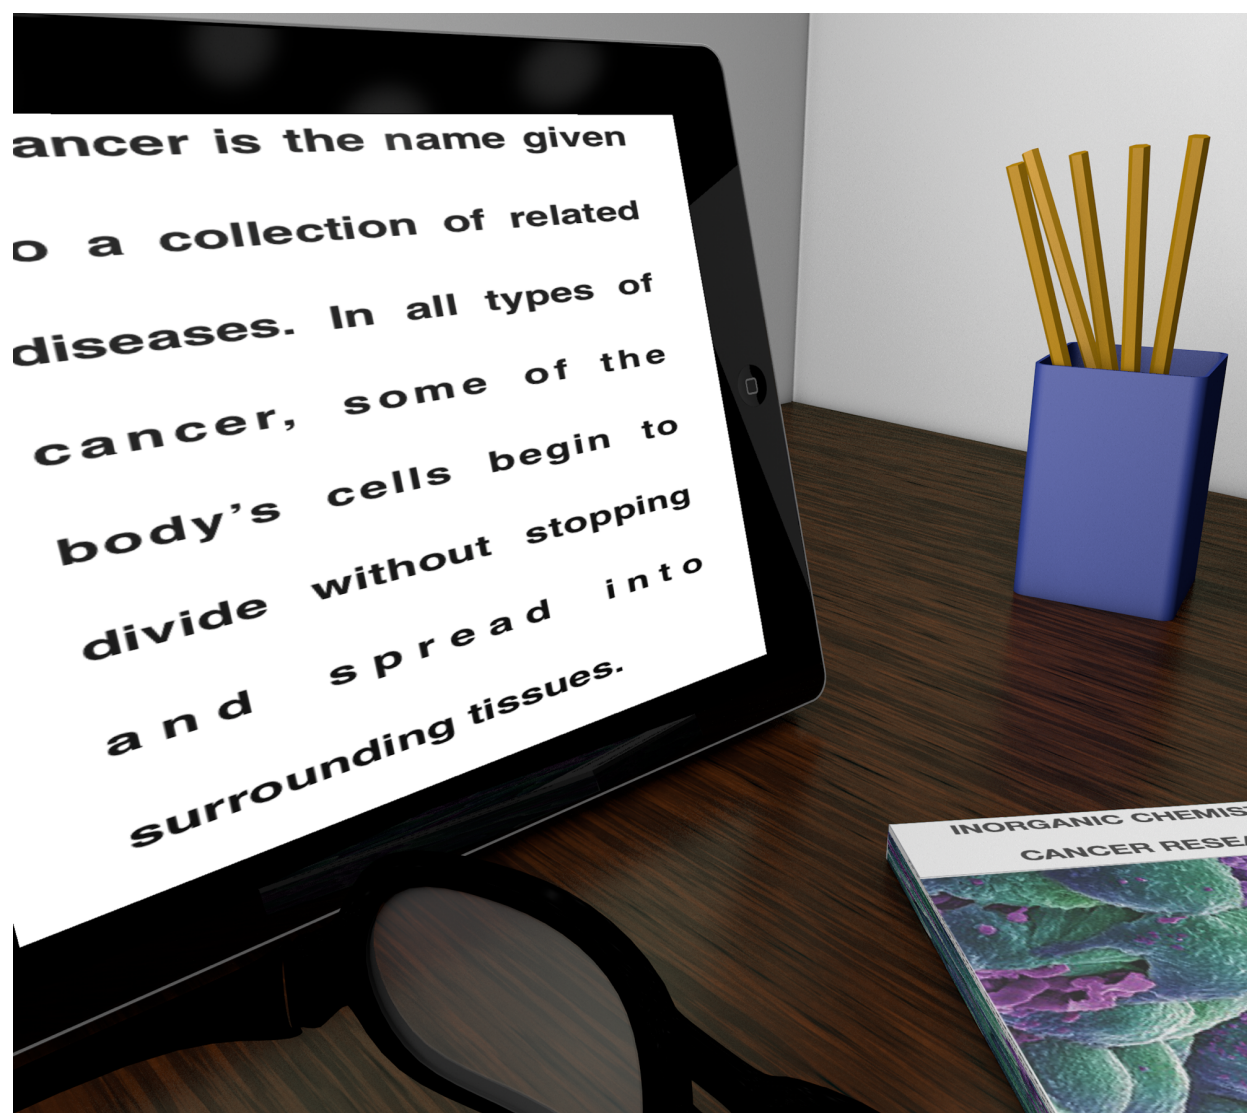 ancer is the name given
o a collection of related
diseases. In all types of
cancer, some of the
body’s cells begin to
divide without stopping
and spread into
surrounding tissues.
INORGANIC CHEMIS
CANCER RESEA